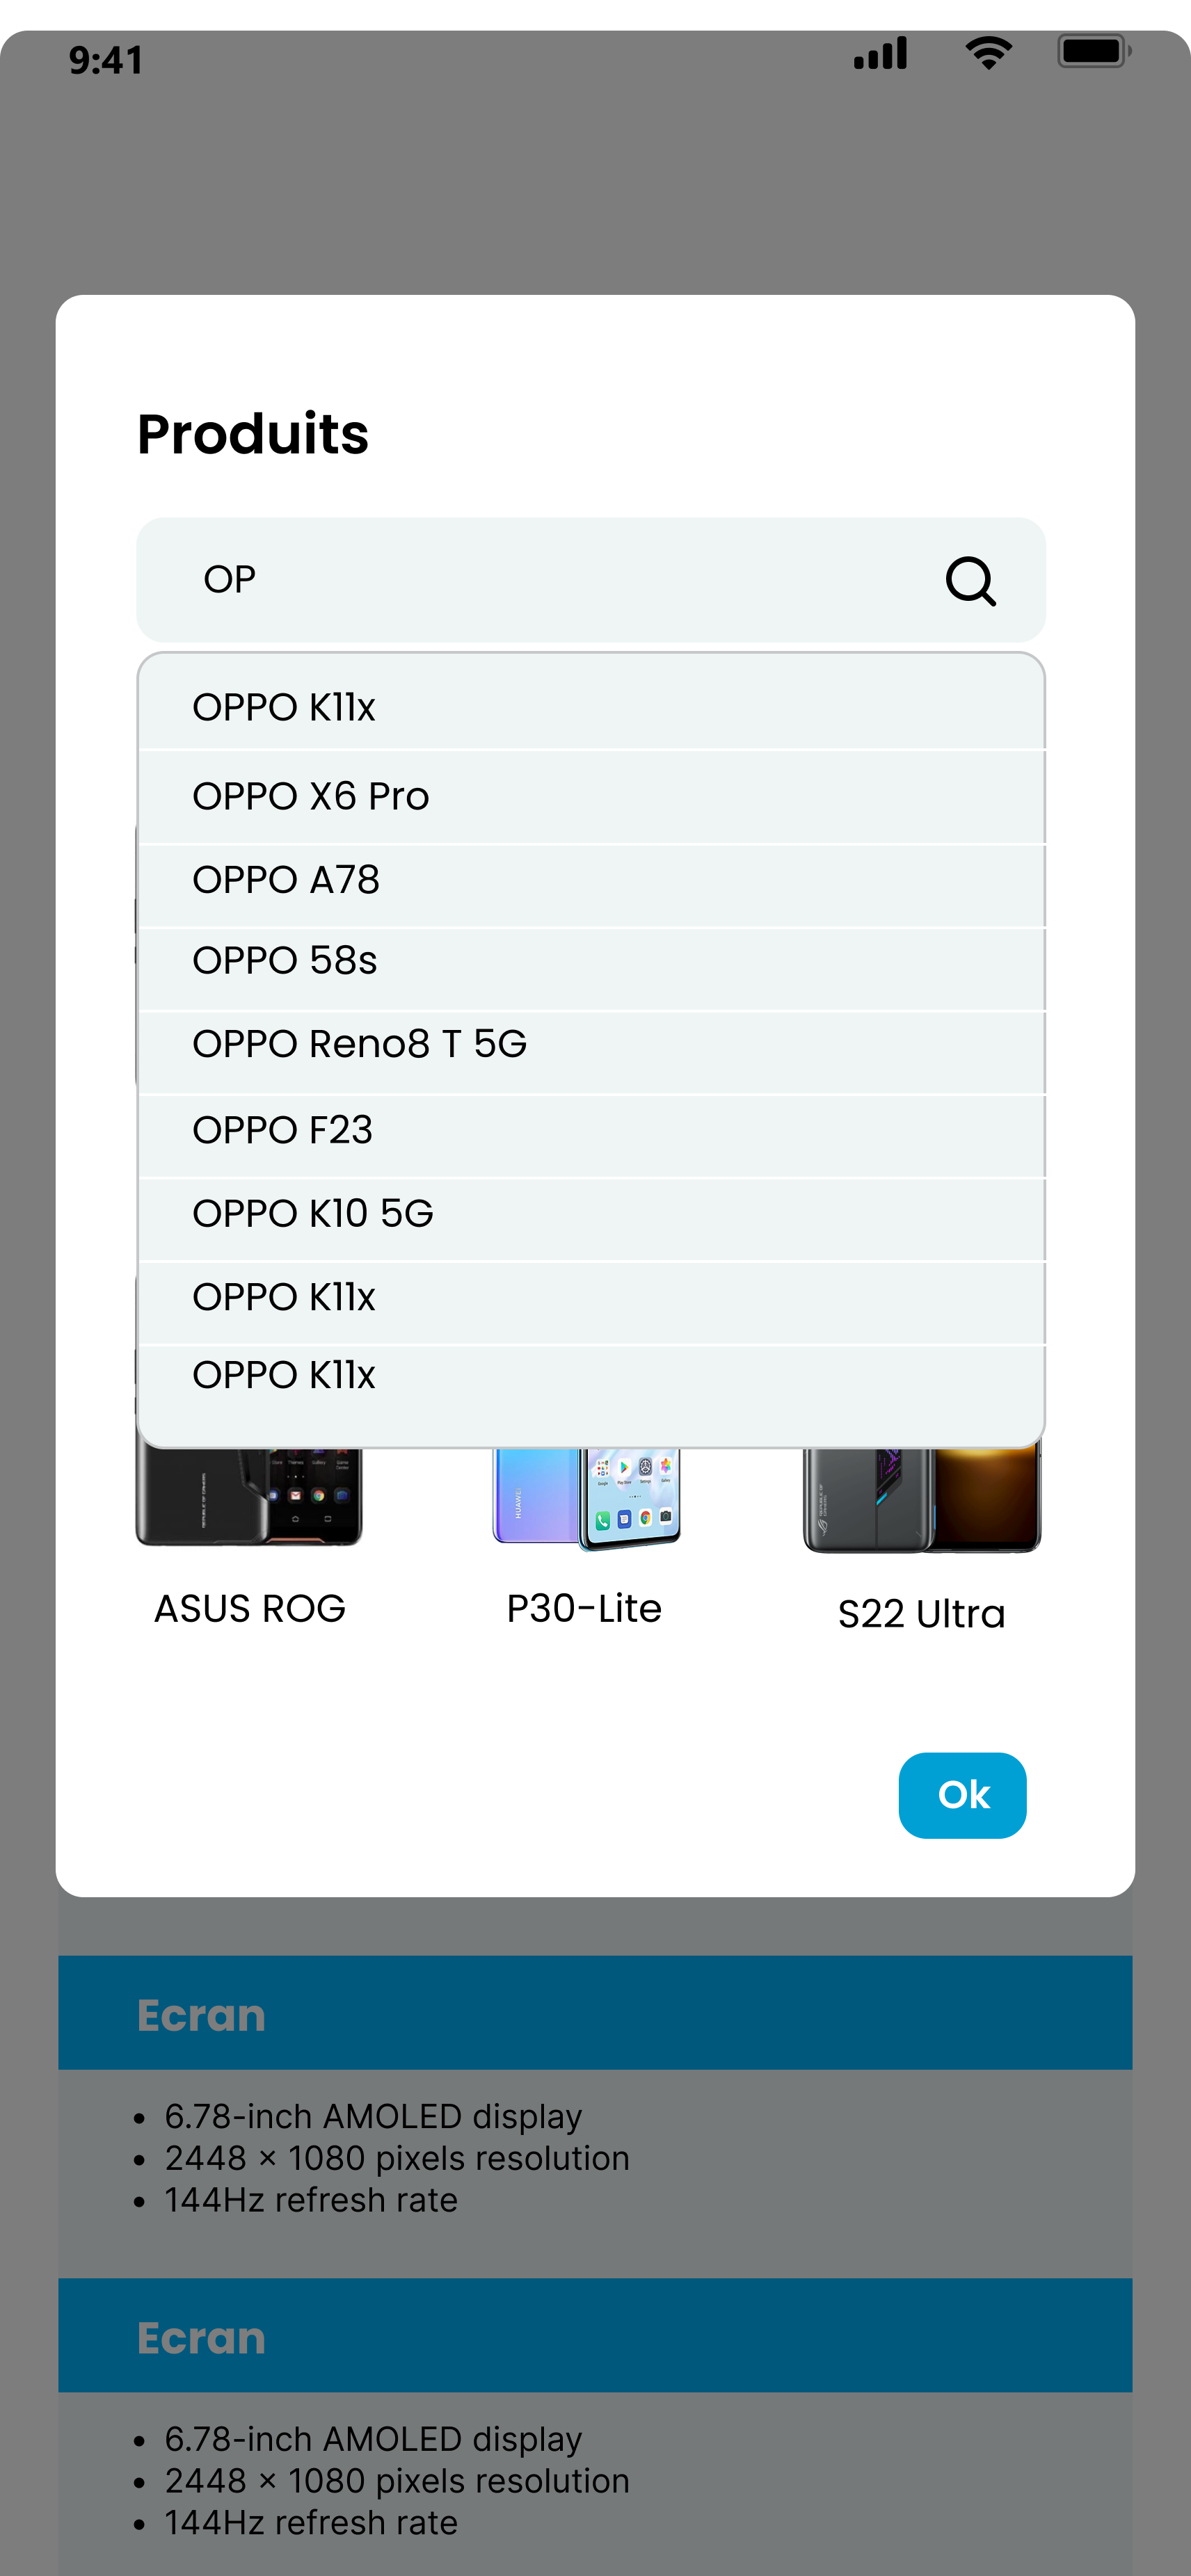 9:41
Produits
OP
OPPO K11x
OPPO X6 Pro
OPPO A78
OPPO 58s
OPPO Reno8 T 5G
OPPO F23
OPPO K10 5G
OPPO K11x
OPPO K11x
HUAWEI
ASUS ROG
P30-Lite
S22 Ultra
Ok
Ecran
• 6.78-inch AMOLED display
• 2448 × 1080 pixels resolution
• 144Hz refresh rate
Ecran
• 6.78-inch AMOLED display
• 2448 × 1080 pixels resolution
• 144Hz refresh rate